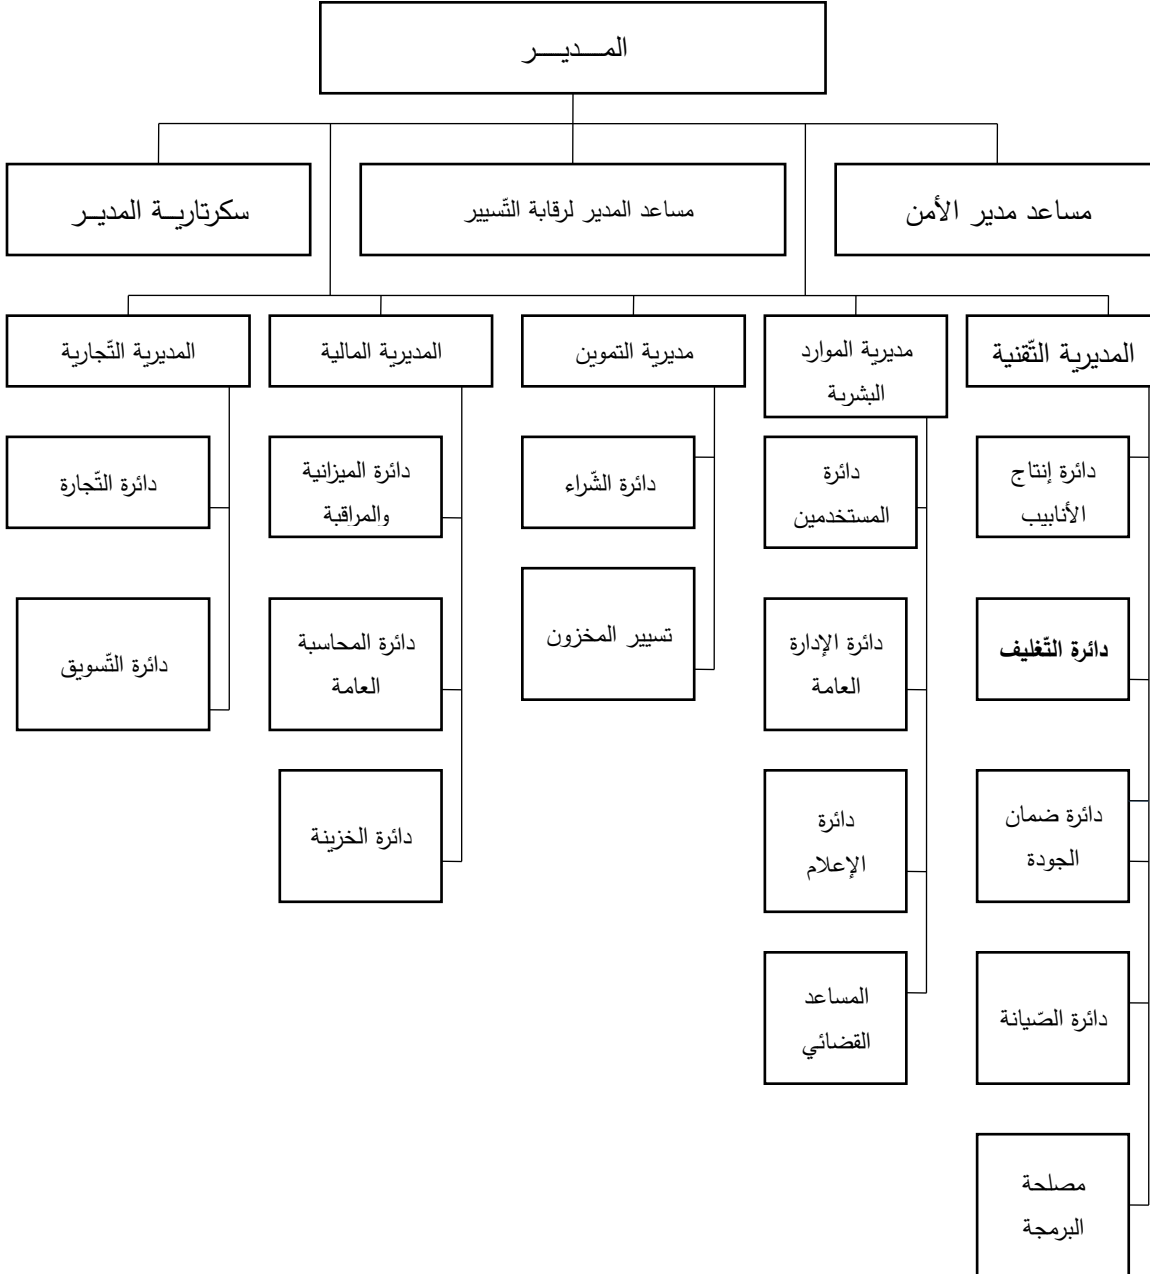 المـــديـــر
مساعد مدير الأمن
مساعد المدير لرقابة التّسيير
سكرتاريــة المديـر
المديرية التّقنية
مديرية الموارد
البشرية
مديرية التموين
المديرية المالية
المديرية التّجارية
دائرة إنتاج
الأنابيب
دائرة التّغليف
دائرة ضمان
الجودة
دائرة الصّيانة
مصلحة
البرمجة
دائرة
المستخدمين
دائرة الإدارة
العامة
دائرة
الإعلام
المساعد
القضائي
دائرة الشّراء
تسيير المخزون
دائرة الميزانية
والمراقبة
دائرة المحاسبة
العامة
دائرة الخزينة
دائرة التّجارة
دائرة التّسويق